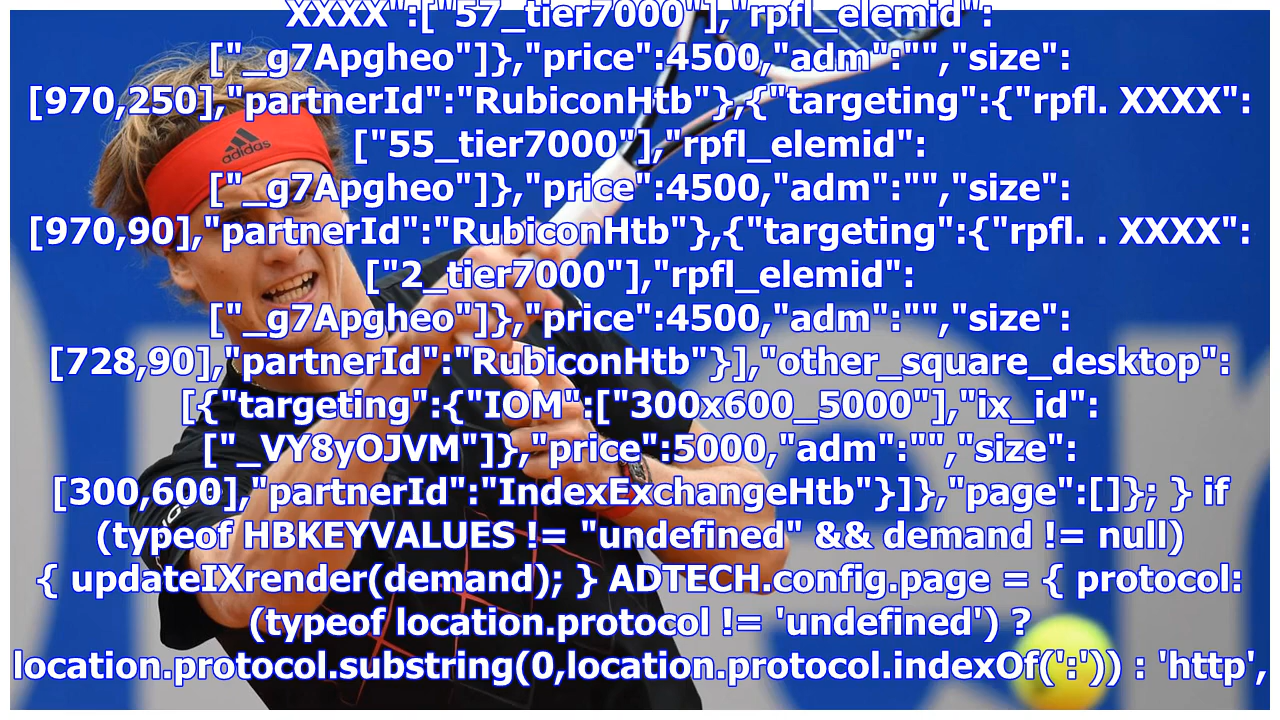 XXXX":["57_tier7000"],"rpfl_elemid":
["_g7Apgheo"]},"price":4500,"adm":"","size":
[970,250],"partnerId":"RubiconHtb"},{"targeting":{"rpfl. XXXX":
["55_tier7000"],"rpfl_elemid":
["_g7Apgheo"]},"price":4500,"adm":"","size":
[970,90],"partnerId":"RubiconHtb"},{"targeting":{"rpfl. . XXXX":
["2_tier7000"],"rpfl_elemid":
["_g7Apgheo"]},"price":4500,"adm":"","size":
[728,90],"partnerId":"RubiconHtb"}],"other_square_desktop":
[{"targeting":{"IOM":["300x600_5000"],"ix_id":
["_VY8yOJVM"]},"price":5000,"adm":"","size":
[300,600],"partnerId":"IndexExchangeHtb"}]},"page":[]}; } if
(typeof HBKEYVALUES != "undefined" && demand != null)
{ updateIXrender(demand); } ADTECH.config.page = { protocol:
(typeof location.protocol != 'undefined') ?
location.protocol.substring(0,location.protocol.indexOf(':')) : 'http',
adidas